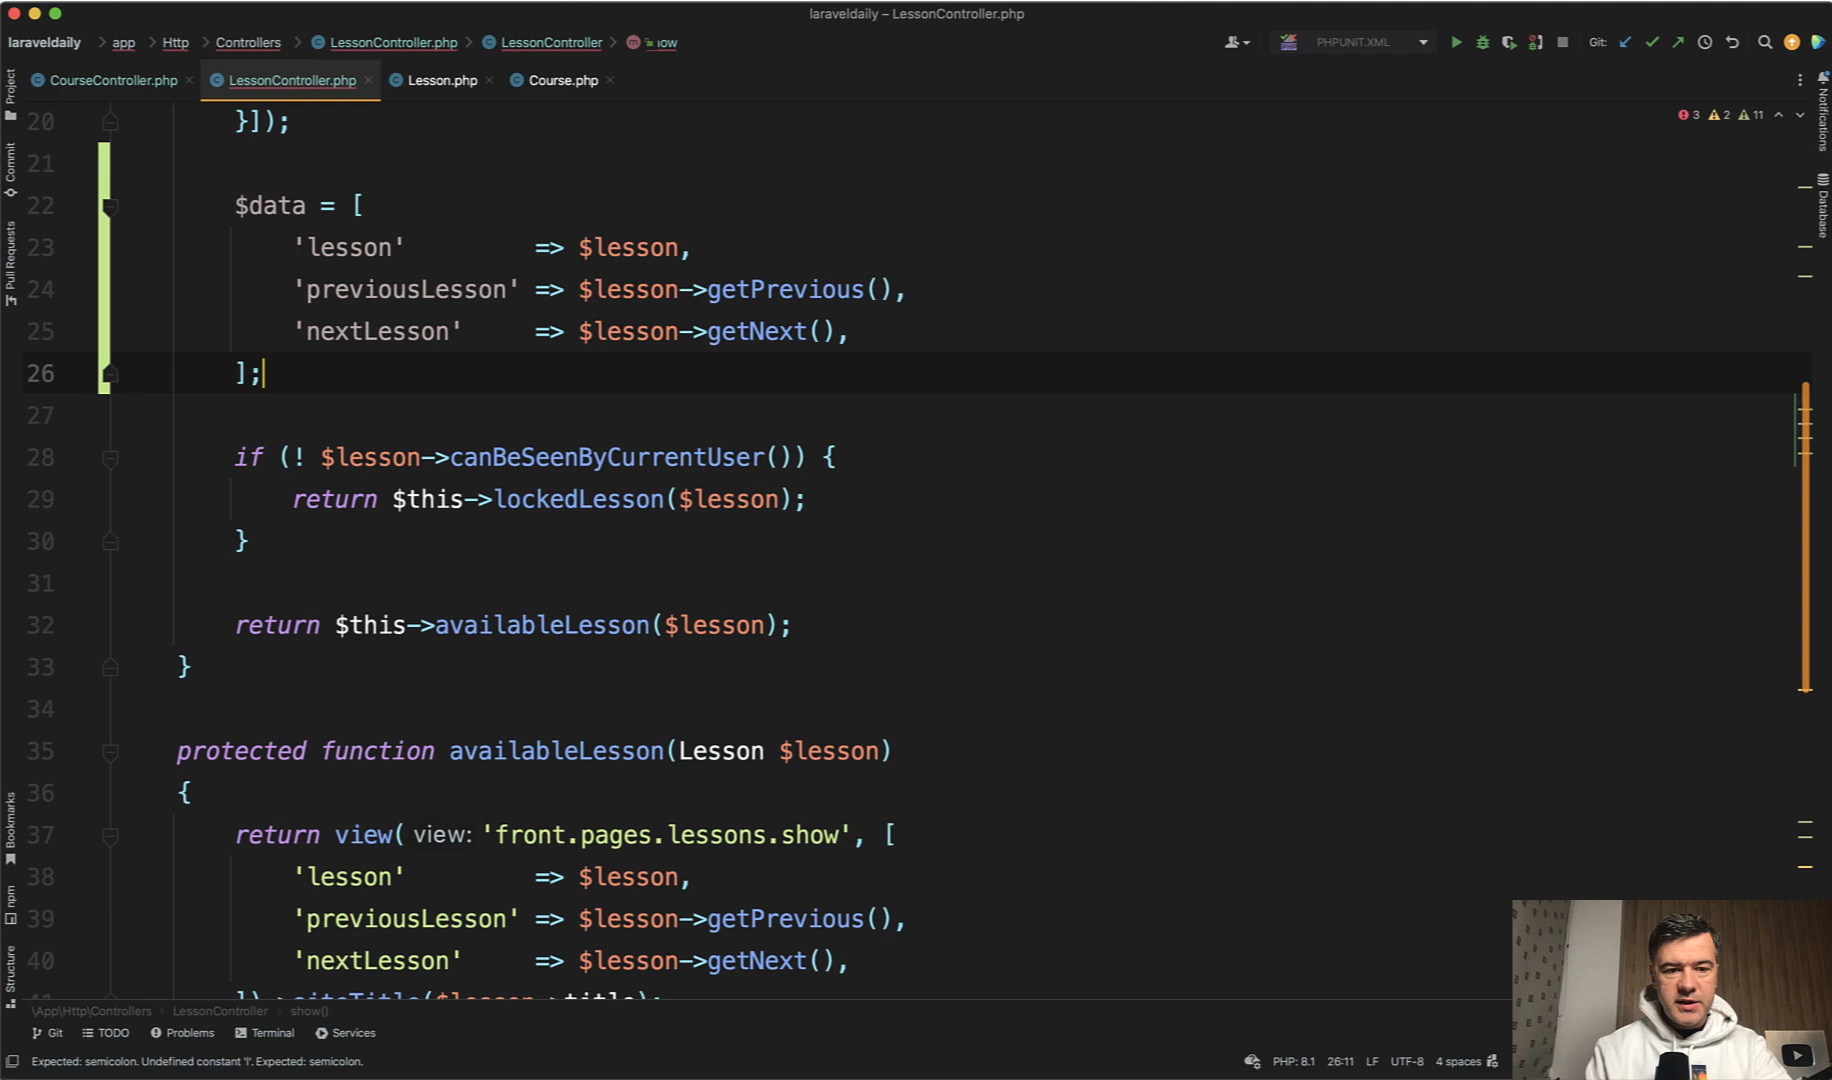 laraveldaily – LessonController.php
laraveldaily > app > Http > Controllers > LessonController.php > LessonController >
PHPUNIT.XML
Git:
CourseController.php
LessonController.php
Lesson.php
Course.php
Project
Commit
Pull Requests
Bookmarks
npm
Structure
Notifications
Database
3 2 11
20 }]);
21
22 $data = [
23 'lesson' => $lesson,
24 'previousLesson' => $lesson->getPrevious(),
25 'nextLesson' => $lesson->getNext(),
26 ];
27
28 if (! $lesson->canBeSeenByCurrentUser()) {
29 return $this->lockedLesson($lesson);
30 }
31
32 return $this->availableLesson($lesson);
33 }
34
35 protected function availableLesson(Lesson $lesson)
36 {
37 return view( view: 'front.pages.lessons.show', [
38 'lesson' => $lesson,
39 'previousLesson' => $lesson->getPrevious(),
40 'nextLesson' => $lesson->getNext(),
41 ])->siteTitle($lesson->title);
\App\Http\Controllers > LessonController > show()
Git TODO Problems Terminal Services
Expected: semicolon. Undefined constant 'l'. Expected: semicolon.
PHP: 8.1 26:11 LF UTF-8 4 spaces